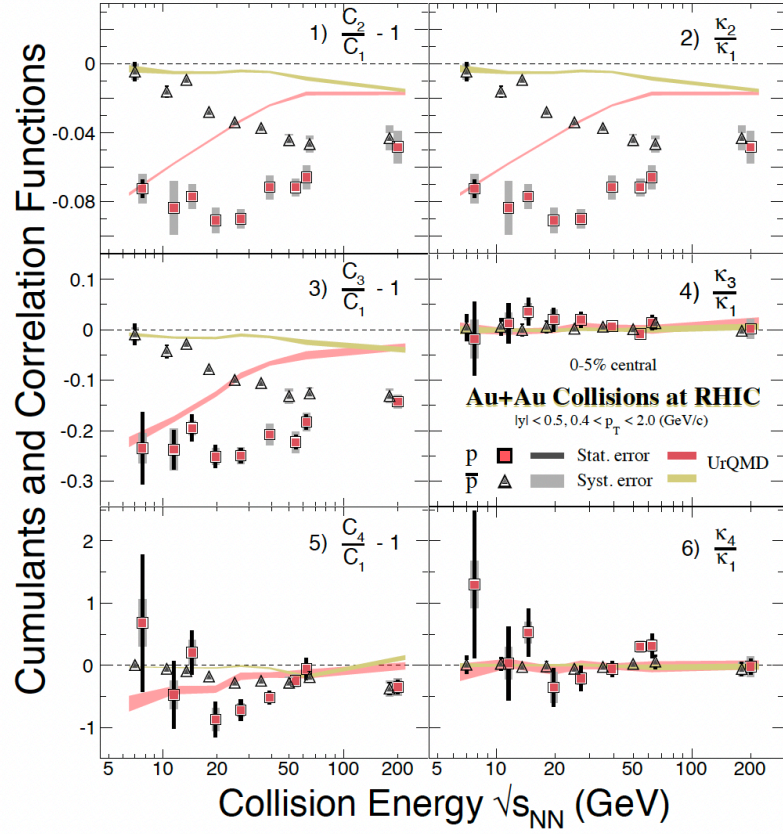 Cumulants and Correlation Functions
1) C2/C1 - 1
2) κ2/κ1
0
-0.04
-0.08
3) C3/C1 - 1
4) κ3/κ1
0.1
0
-0.1
-0.2
-0.3
0-5% central
Au+Au Collisions at RHIC
|y| < 0.5, 0.4 < pT < 2.0 (GeV/c)
p Stat. error UrQMD
p̅ Syst. error
5) C4/C1 - 1
6) κ4/κ1
2
1
0
-1
5 10 20 50 100 200 5 10 20 50 100 200
Collision Energy √sNN (GeV)